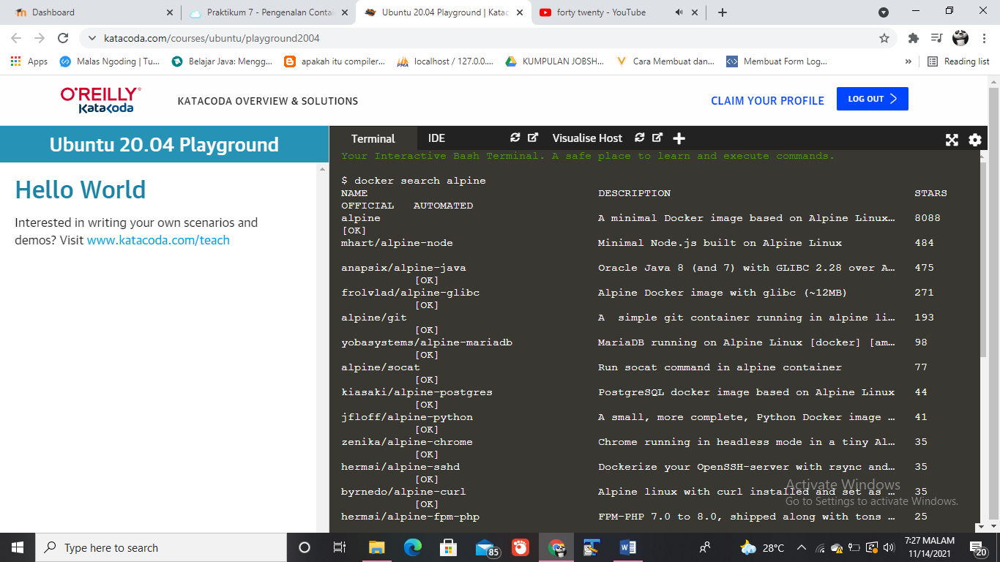 Dashboard
Praktikum 7 - Pengenalan Contai
Ubuntu 20.04 Playground | Katac
forty twenty - YouTube
katacoda.com/courses/ubuntu/playground2004
Apps
Malas Ngoding | Tu...
Belajar Java: Mengg...
apakah itu compiler...
PMA
localhost / 127.0.0....
KUMPULAN JOBSH...
Cara Membuat dan...
Membuat Form Log...
»
Reading list
O'REILLY®
Katacoda
KATACODA OVERVIEW & SOLUTIONS
CLAIM YOUR PROFILE
LOG OUT
Ubuntu 20.04 Playground
Hello World
Interested in writing your own scenarios and
demos? Visit www.katacoda.com/teach
Terminal
IDE
Visualise Host
Your Interactive Bash Terminal. A safe place to learn and execute commands.
$ docker search alpine
NAME DESCRIPTION STARS
OFFICIAL AUTOMATED
alpine A minimal Docker image based on Alpine Linux… 8088
[OK]
mhart/alpine-node Minimal Node.js built on Alpine Linux 484
anapsix/alpine-java Oracle Java 8 (and 7) with GLIBC 2.28 over A… 475
[OK]
frolvlad/alpine-glibc Alpine Docker image with glibc (~12MB) 271
[OK]
alpine/git A  simple git container running in alpine li… 193
[OK]
yobasystems/alpine-mariadb MariaDB running on Alpine Linux [docker] [am… 98
[OK]
alpine/socat Run socat command in alpine container 77
[OK]
kiasaki/alpine-postgres PostgreSQL docker image based on Alpine Linux 44
[OK]
jfloff/alpine-python A small, more complete, Python Docker image … 41
[OK]
zenika/alpine-chrome Chrome running in headless mode in a tiny Al… 35
[OK]
hermsi/alpine-sshd Dockerize your OpenSSH-server with rsync and… 35
[OK]
byrnedo/alpine-curl Alpine linux with curl installed and set as … 35
[OK]
hermsi/alpine-fpm-php FPM-PHP 7.0 to 8.0, shipped along with tons … 25
Activate Windows
Go to Settings to activate Windows.
Type here to search
85
28°C
7:27 MALAM
11/14/2021
20